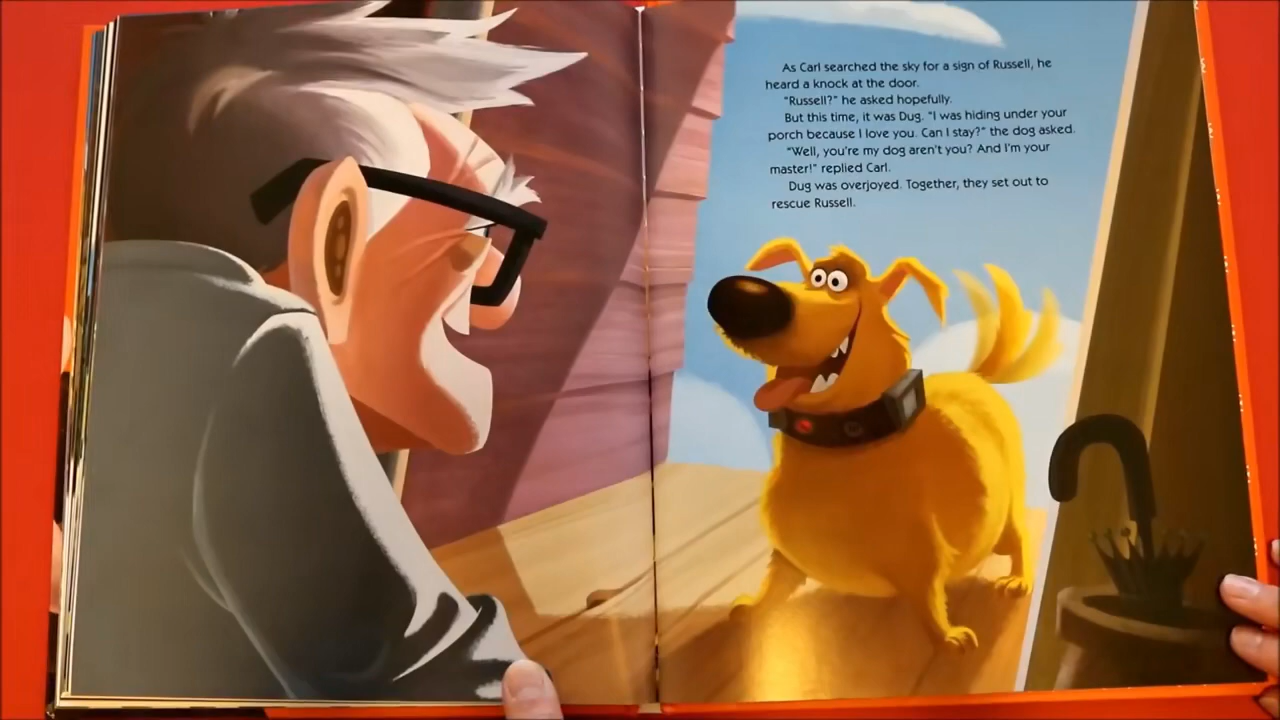 As Carl searched the sky for a sign of Russell, he
heard a knock at the door.
"Russell?" he asked hopefully.
But this time, it was Dug. "I was hiding under your
porch because I love you. Can I stay?" the dog asked.
"Well, you're my dog aren't you? And I'm your
master!" replied Carl.
Dug was overjoyed. Together, they set out to
rescue Russell.